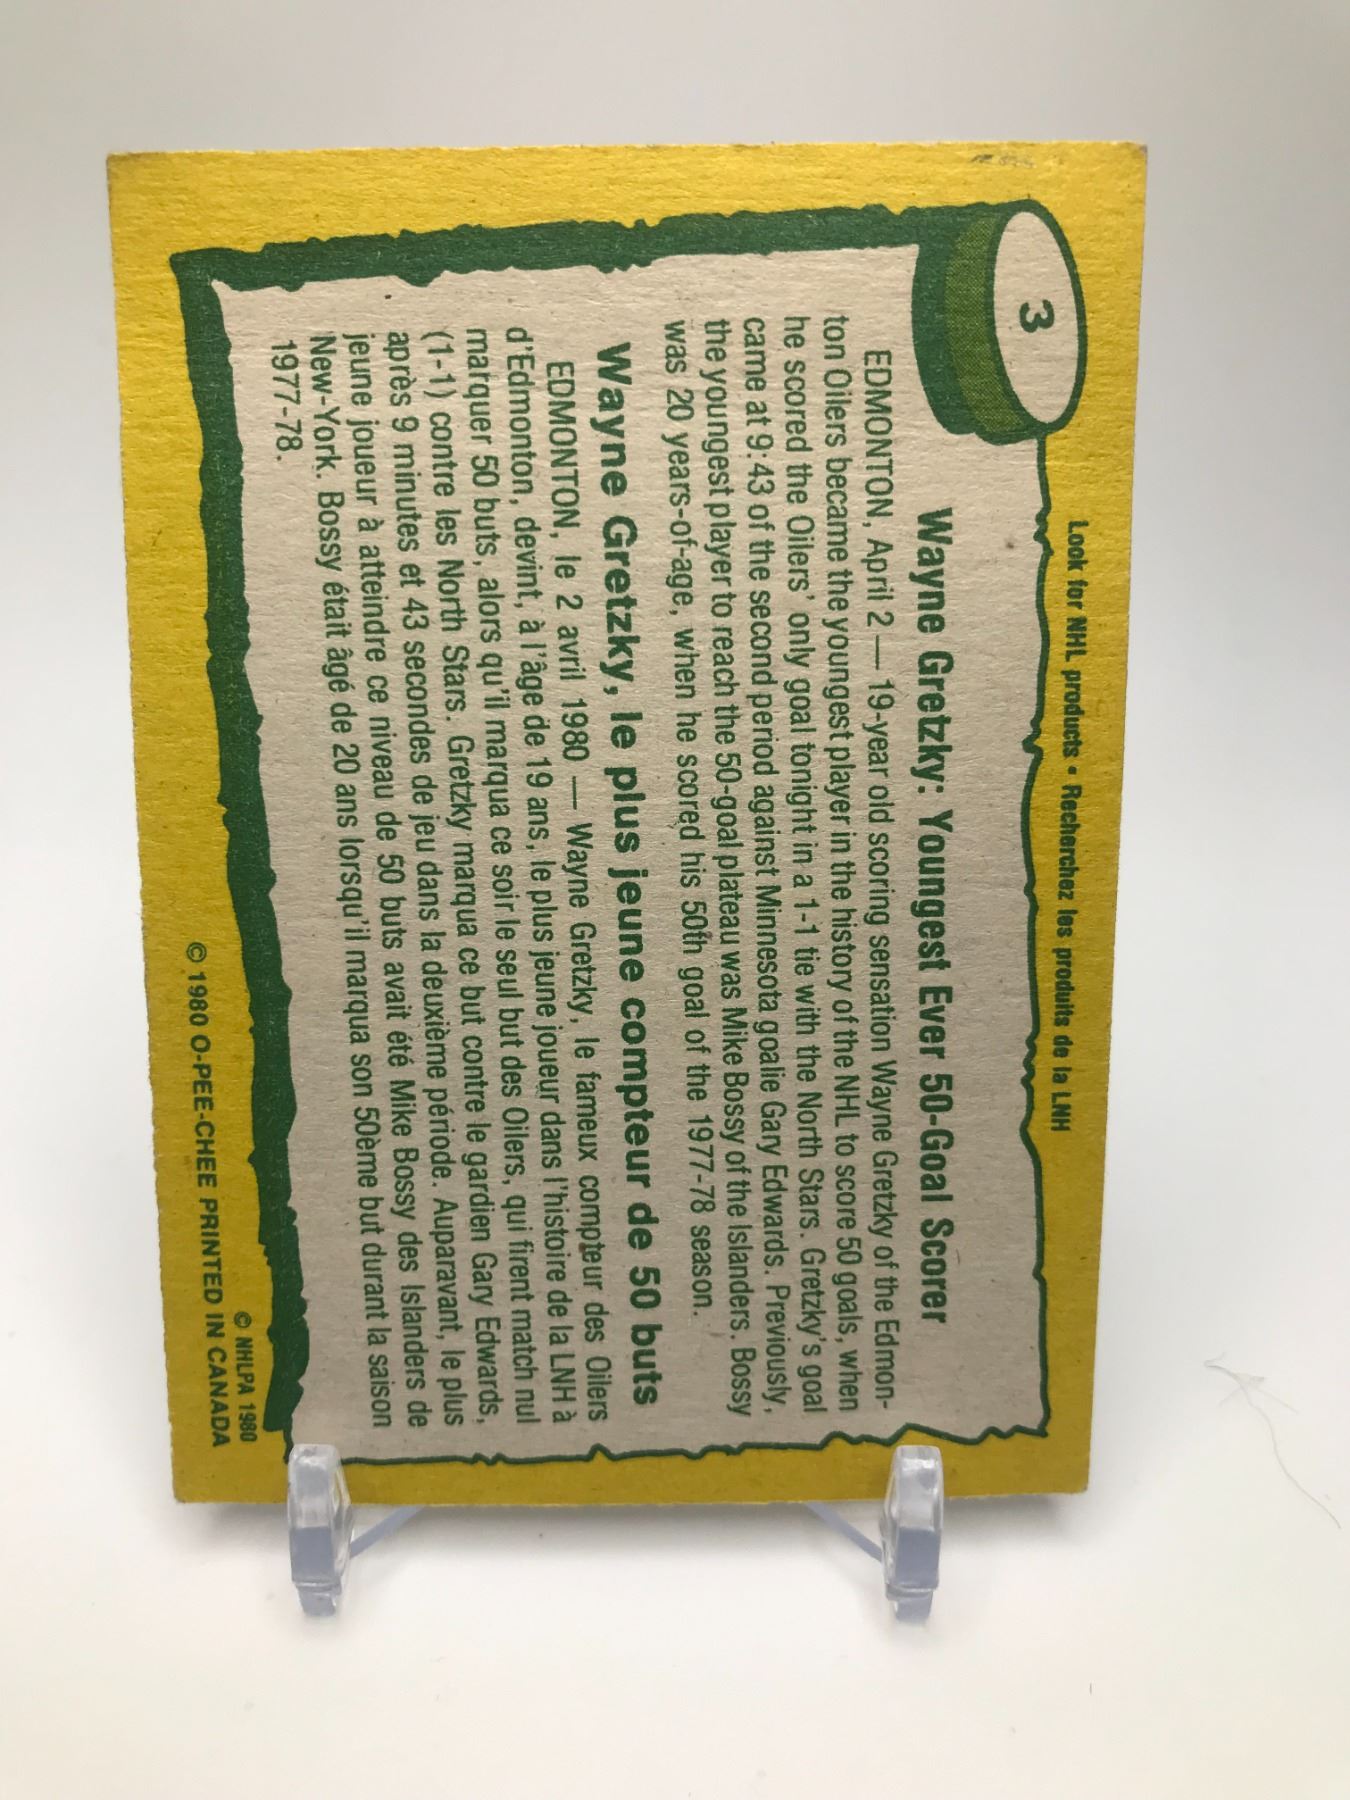 Look for NHL products • Recherchez les produits de la LNH
3
Wayne Gretzky: Youngest Ever 50-Goal Scorer
EDMONTON, April 2 — 19-year old scoring sensation Wayne Gretzky of the Edmon-
ton Oilers became the youngest player in the history of the NHL to score 50 goals, when
he scored the Oilers' only goal tonight in a 1-1 tie with the North Stars. Gretzky's goal
came at 9:43 of the second period against Minnesota goalie Gary Edwards. Previously,
the youngest player to reach the 50-goal plateau was Mike Bossy of the Islanders. Bossy
was 20 years-of-age, when he scored his 50th goal of the 1977-78 season.
Wayne Gretzky, le plus jeune compteur de 50 buts
EDMONTON, le 2 avril 1980 — Wayne Gretzky, le fameux compteur des Oilers
d'Edmonton, devint, à l'âge de 19 ans, le plus jeune joueur dans l'histoire de la LNH à
marquer 50 buts, alors qu'il marqua ce soir le seul but des Oilers, qui firent match nul
(1-1) contre les North Stars. Gretzky marqua ce but contre le gardien Gary Edwards,
après 9 minutes et 43 secondes de jeu dans la deuxième période. Auparavant, le plus
jeune joueur à atteindre ce niveau de 50 buts avait été Mike Bossy des Islanders de
New-York. Bossy était âgé de 20 ans lorsqu'il marqua son 50ème but durant la saison
1977-78.
© NHLPA 1980
© 1980 O-PEE-CHEE PRINTED IN CANADA